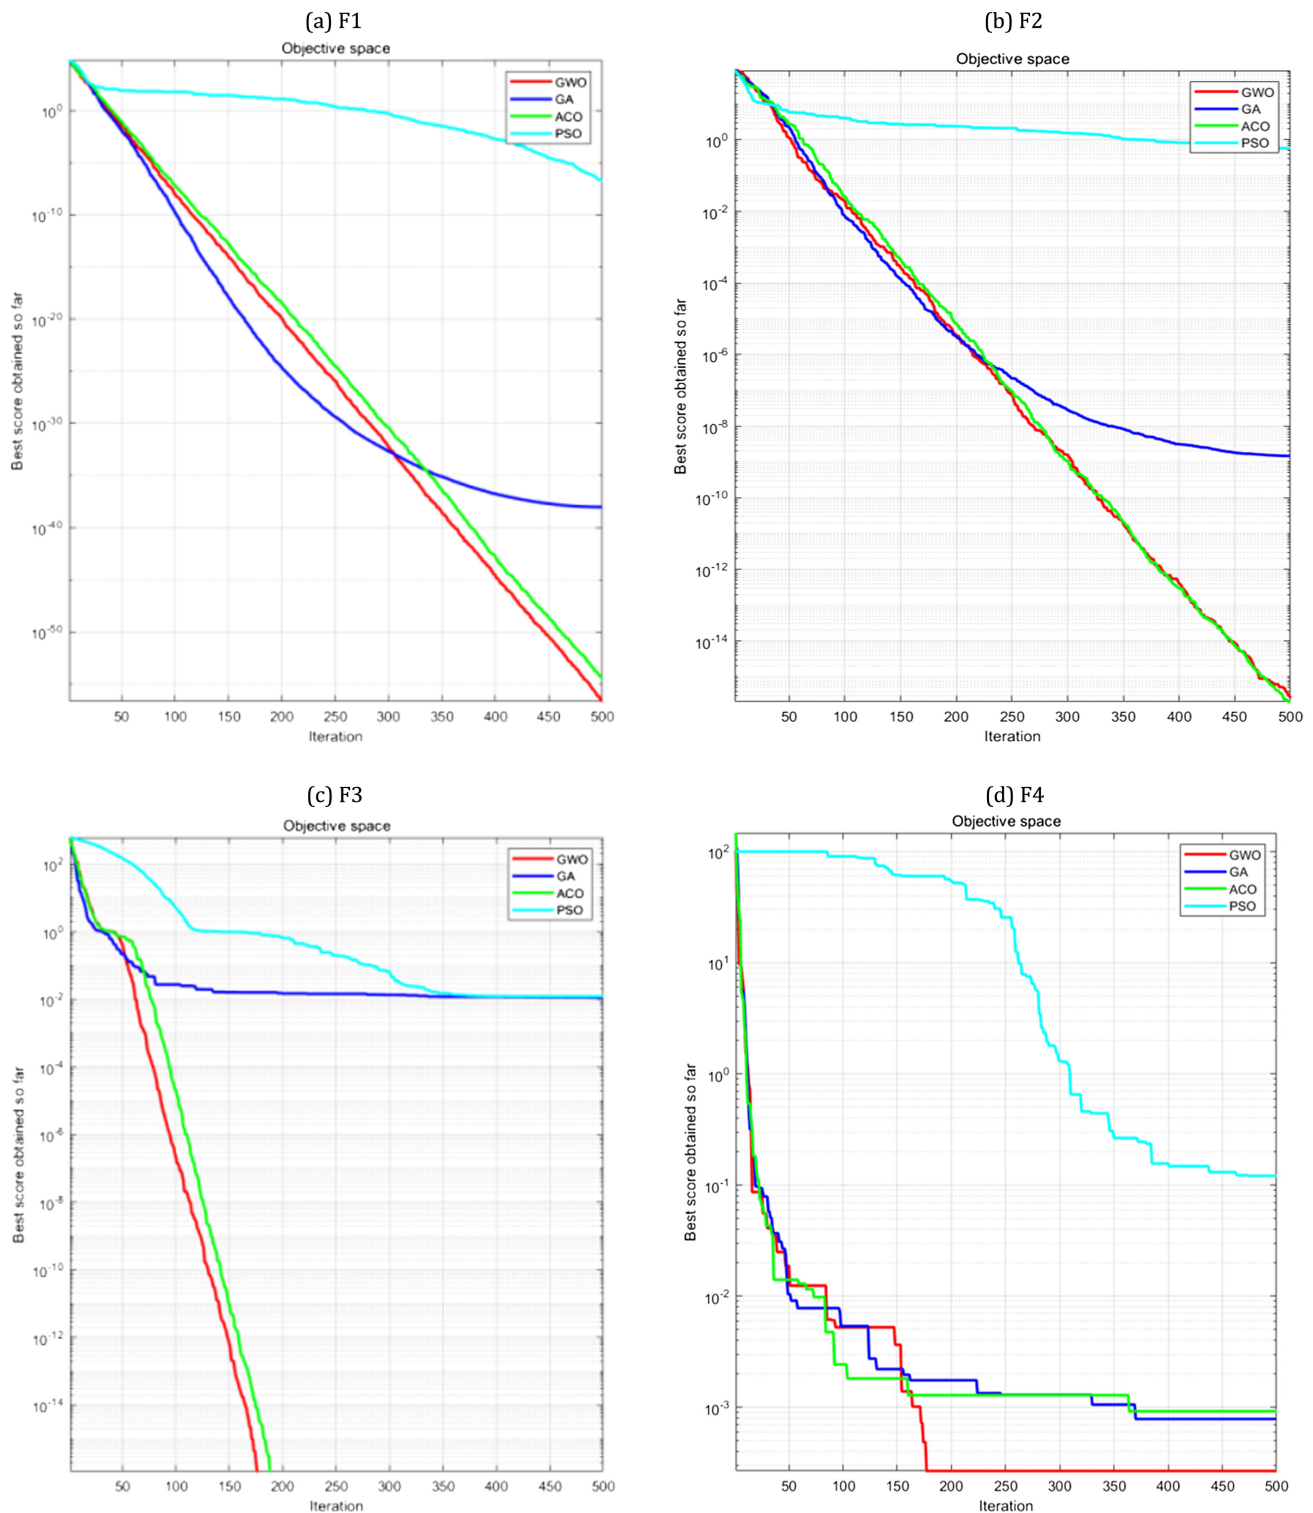 (a) F1
Objective space
GWO
GA
ACO
PSO
10^0
10^-10
10^-20
10^-30
10^-40
10^-50
Best score obtained so far
50 100 150 200 250 300 350 400 450 500
Iteration
(b) F2
Objective space
GWO
GA
ACO
PSO
10^0
10^-2
10^-4
10^-6
10^-8
10^-10
10^-12
10^-14
Best score obtained so far
50 100 150 200 250 300 350 400 450 500
Iteration
(c) F3
Objective space
GWO
GA
ACO
PSO
10^2
10^0
10^-2
10^-4
10^-6
10^-8
10^-10
10^-12
10^-14
Best score obtained so far
50 100 150 200 250 300 350 400 450 500
Iteration
(d) F4
Objective space
GWO
GA
ACO
PSO
10^2
10^1
10^0
10^-1
10^-2
10^-3
Best score obtained so far
50 100 150 200 250 300 350 400 450 500
Iteration